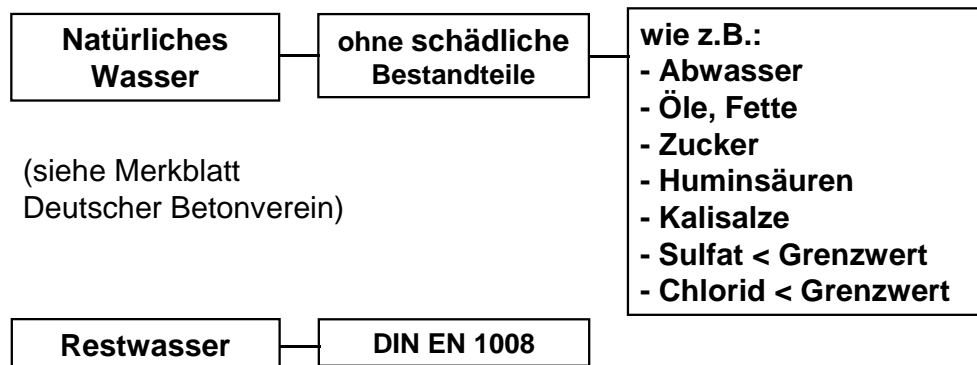 Natürliches
Wasser
ohne schädliche
Bestandteile
wie z.B.:
- Abwasser
- Öle, Fette
- Zucker
- Huminsäuren
- Kalisalze
- Sulfat < Grenzwert
- Chlorid < Grenzwert
(siehe Merkblatt
Deutscher Betonverein)
Restwasser
DIN EN 1008